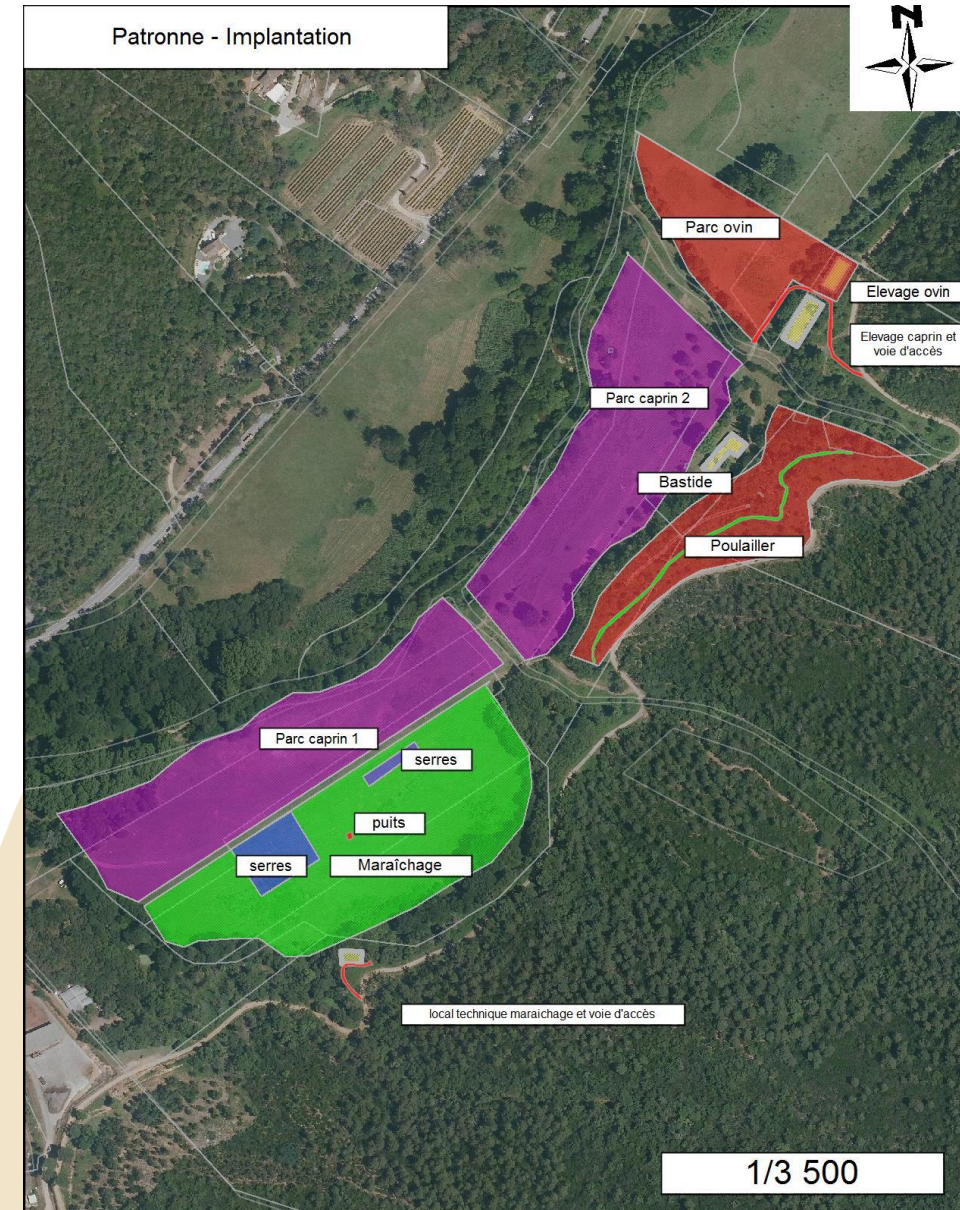 Patronne - Implantation
N
Parc ovin
Elevage ovin
Elevage caprin et
voie d'accès
Parc caprin 2
Bastide
Poulailler
Parc caprin 1
serres
puits
serres
Maraîchage
local technique maraichage et voie d'accès
1/3 500